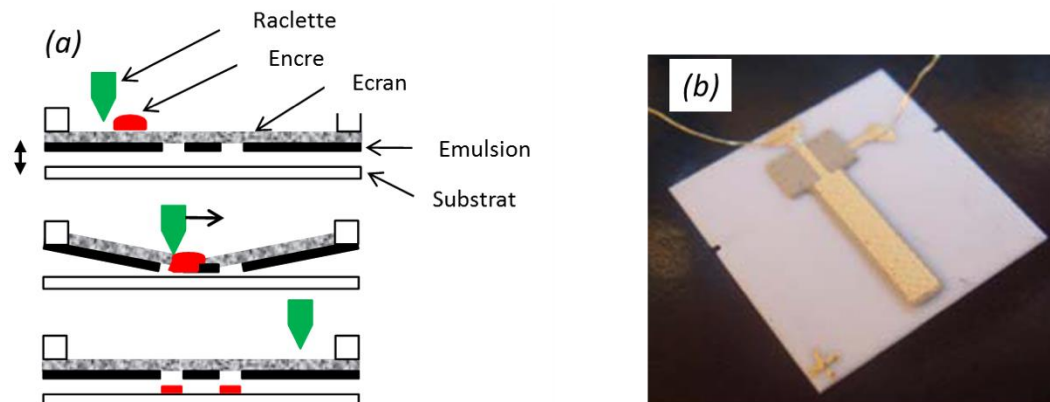 (a)
Raclette
Encre
Ecran
Emulsion
Substrat
(b)